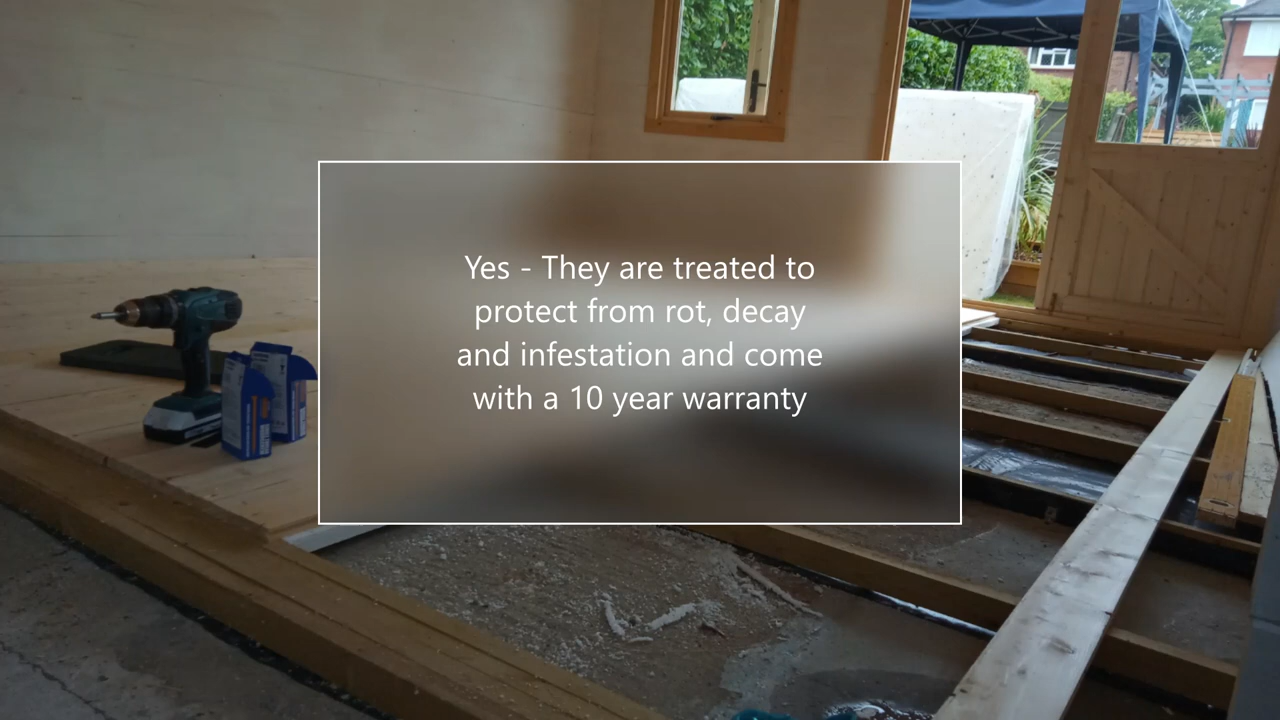 Yes - They are treated to
protect from rot, decay
and infestation and come
with a 10 year warranty